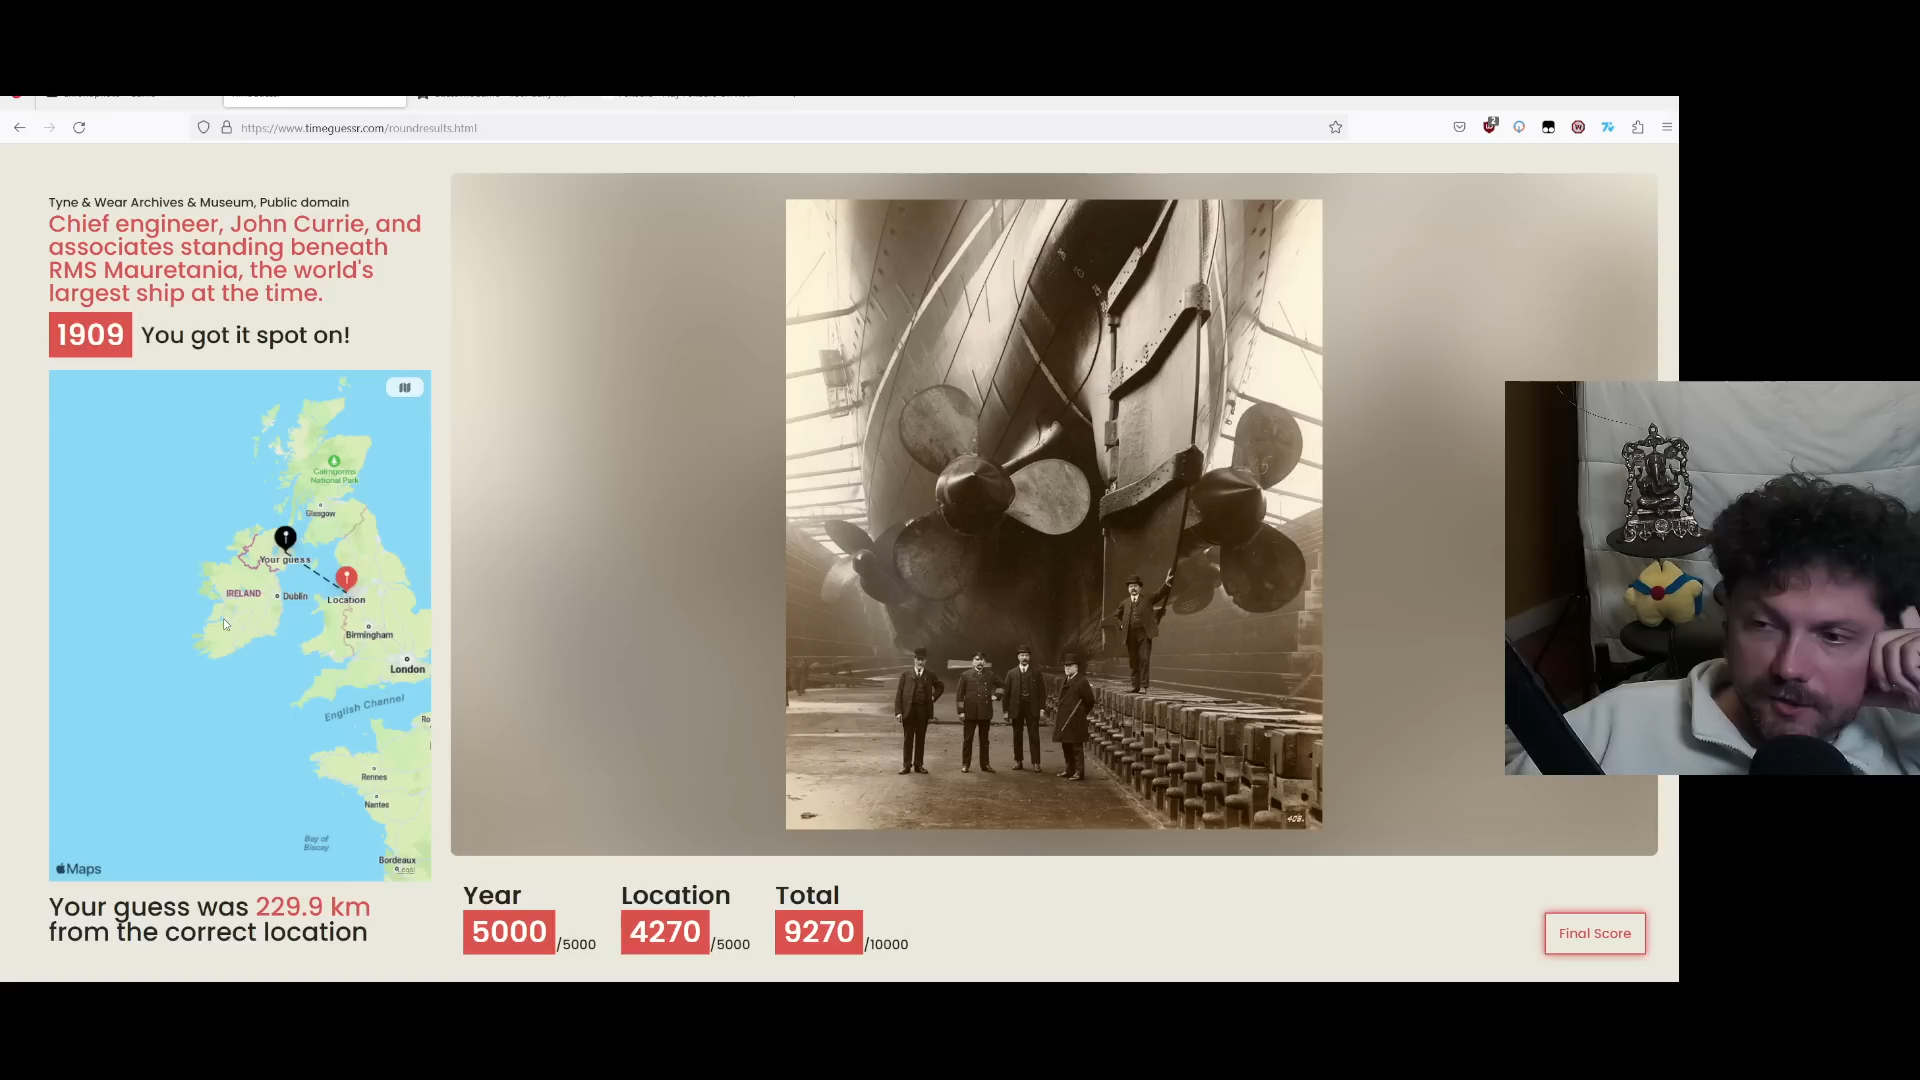 https://www.timeguessr.com/roundresults.html
2
Tyne & Wear Archives & Museum, Public domain
Chief engineer, John Currie, and
associates standing beneath
RMS Mauretania, the world's
largest ship at the time.
1909 You got it spot on!
Cairngorms
National Park
Glasgow
Your guess
IRELAND
Dublin
Location
Birmingham
London
English Channel
Ro
Rennes
Nantes
Bay of
Biscay
Bordeaux
Maps
Legal
Your guess was 229.9 km
from the correct location
Year
5000 /5000
Location
4270 /5000
Total
9270 /10000
Final Score